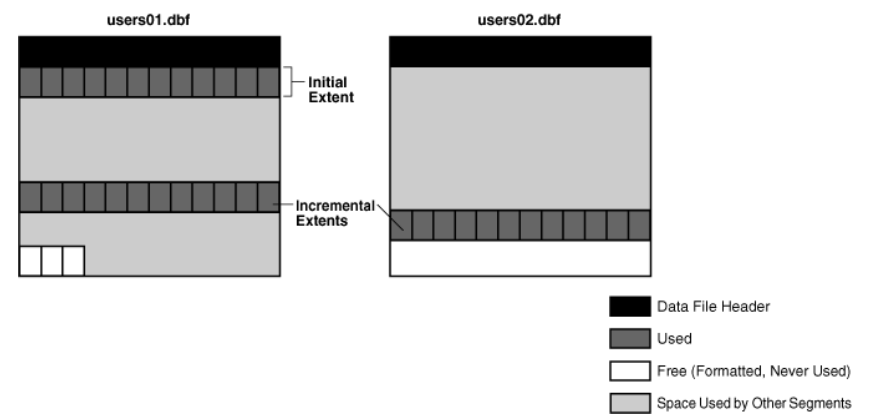 users01.dbf
users02.dbf
Initial
Extent
Incremental
Extents
Data File Header
Used
Free (Formatted, Never Used)
Space Used by Other Segments